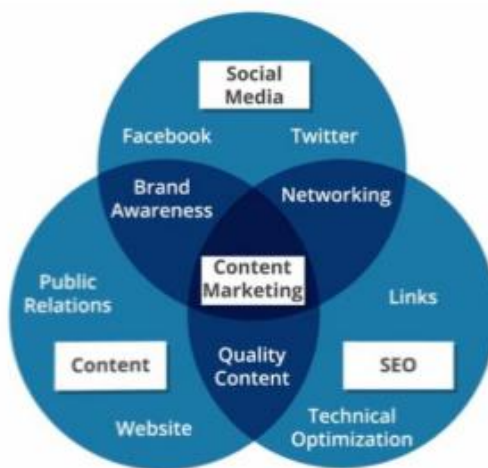 Social
Media
Facebook
Twitter
Brand
Awareness
Networking
Content
Marketing
Public
Relations
Links
Content
Quality
Content
SEO
Website
Technical
Optimization